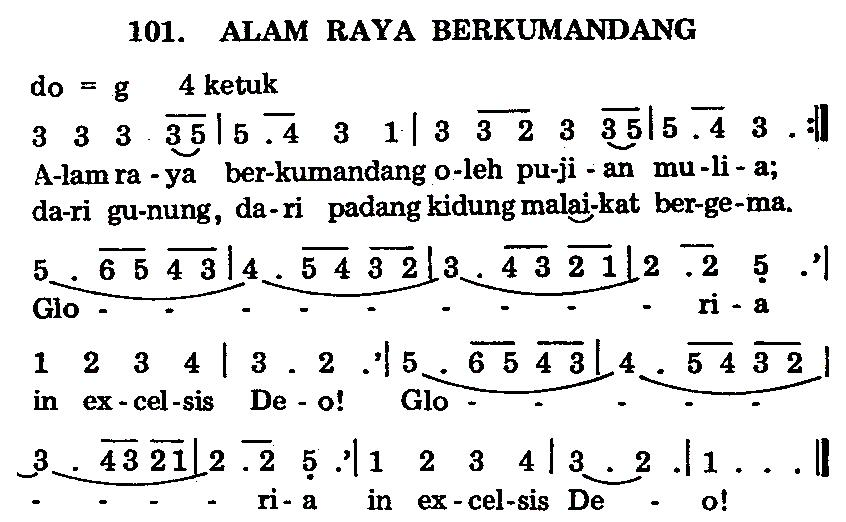 101. ALAM RAYA BERKUMANDANG
do = g 4 ketuk
3 3 3 3 5 | 5 . 4 3 1 | 3 3 2 3 3 5 | 5 . 4 3 . :||
A-lam ra - ya ber-kumandang o-leh pu-ji - an mu-li - a;
da-ri gu-nung, da-ri padang kidung malai-kat ber-ge-ma.
5 . 6 5 4 3 | 4 . 5 4 3 2 | 3 . 4 3 2 1 | 2 . 2 5̣ .’|
Glo - - - - - - - - - ri - a
1 2 3 4 | 3 . 2 .’| 5 . 6 5 4 3 | 4 . 5 4 3 2 |
in ex-cel-sis De - o! Glo - - - - -
3 . 4 3 2 1 | 2 . 2 5̣ .’| 1 2 3 4 | 3 . 2 . | 1 . . . ||
- - - - ri- a in ex-cel-sis De - o!